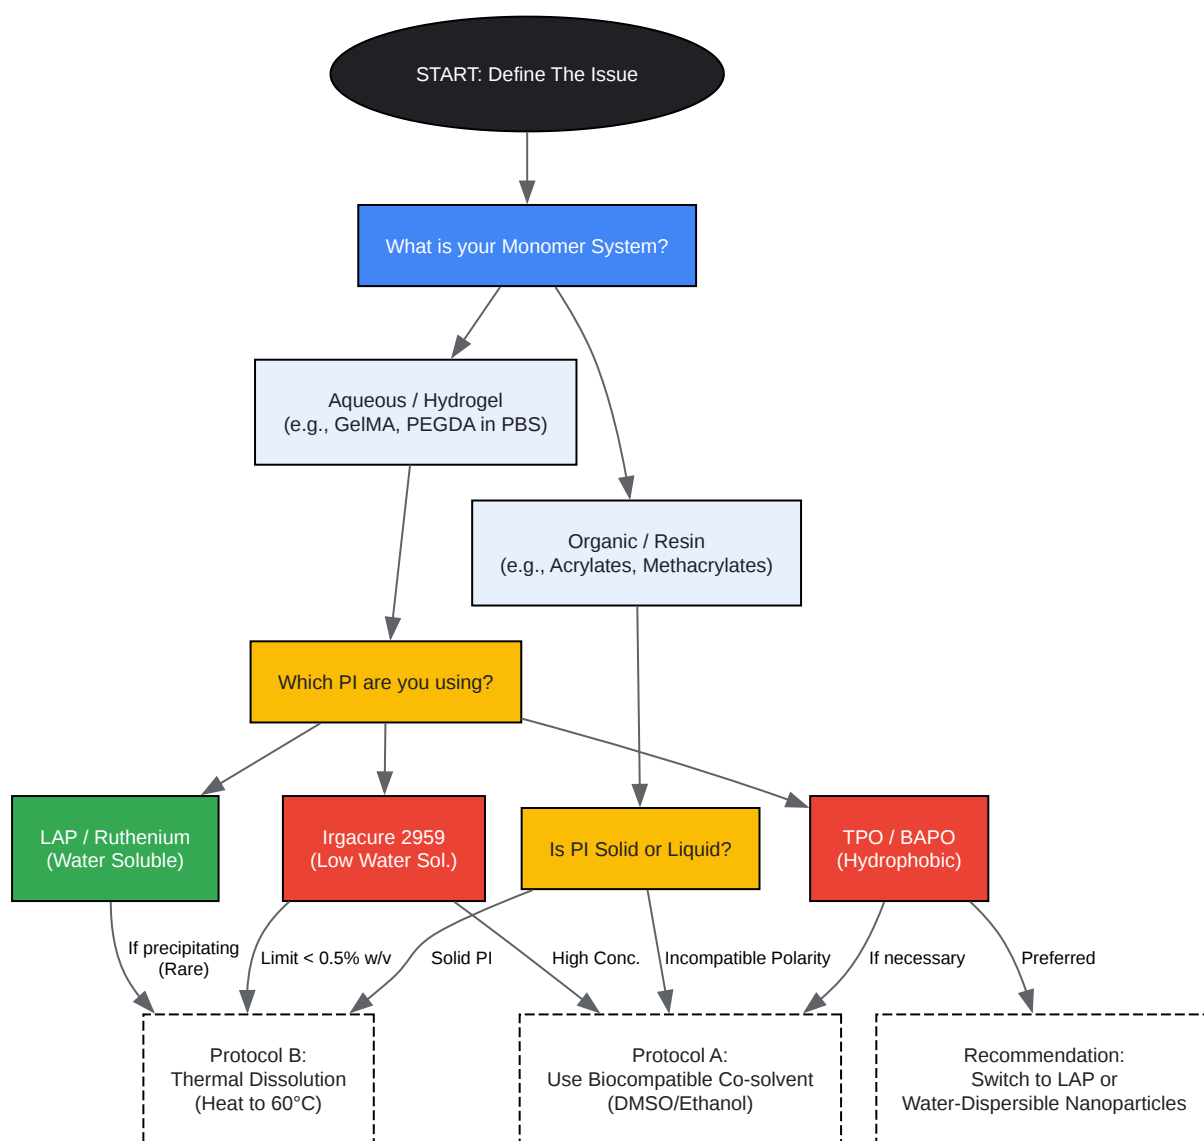 START: Define The Issue
What is your Monomer System?
Aqueous / Hydrogel
(e.g., GelMA, PEGDA in PBS)
Organic / Resin
(e.g., Acrylates, Methacrylates)
Which PI are you using?
LAP / Ruthenium
(Water Soluble)
Irgacure 2959
(Low Water Sol.)
Is PI Solid or Liquid?
TPO / BAPO
(Hydrophobic)
If precipitating
(Rare)
Limit < 0.5% w/v
Solid PI
High Conc.
Incompatible Polarity
If necessary
Preferred
Protocol B:
Thermal Dissolution
(Heat to 60°C)
Protocol A:
Use Biocompatible Co-solvent
(DMSO/Ethanol)
Recommendation:
Switch to LAP or
Water-Dispersible Nanoparticles